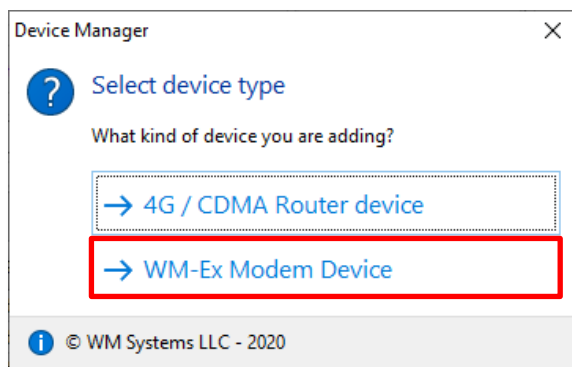 Device Manager
Select device type
What kind of device you are adding?
→ 4G / CDMA Router device
→ WM-Ex Modem Device
© WM Systems LLC - 2020